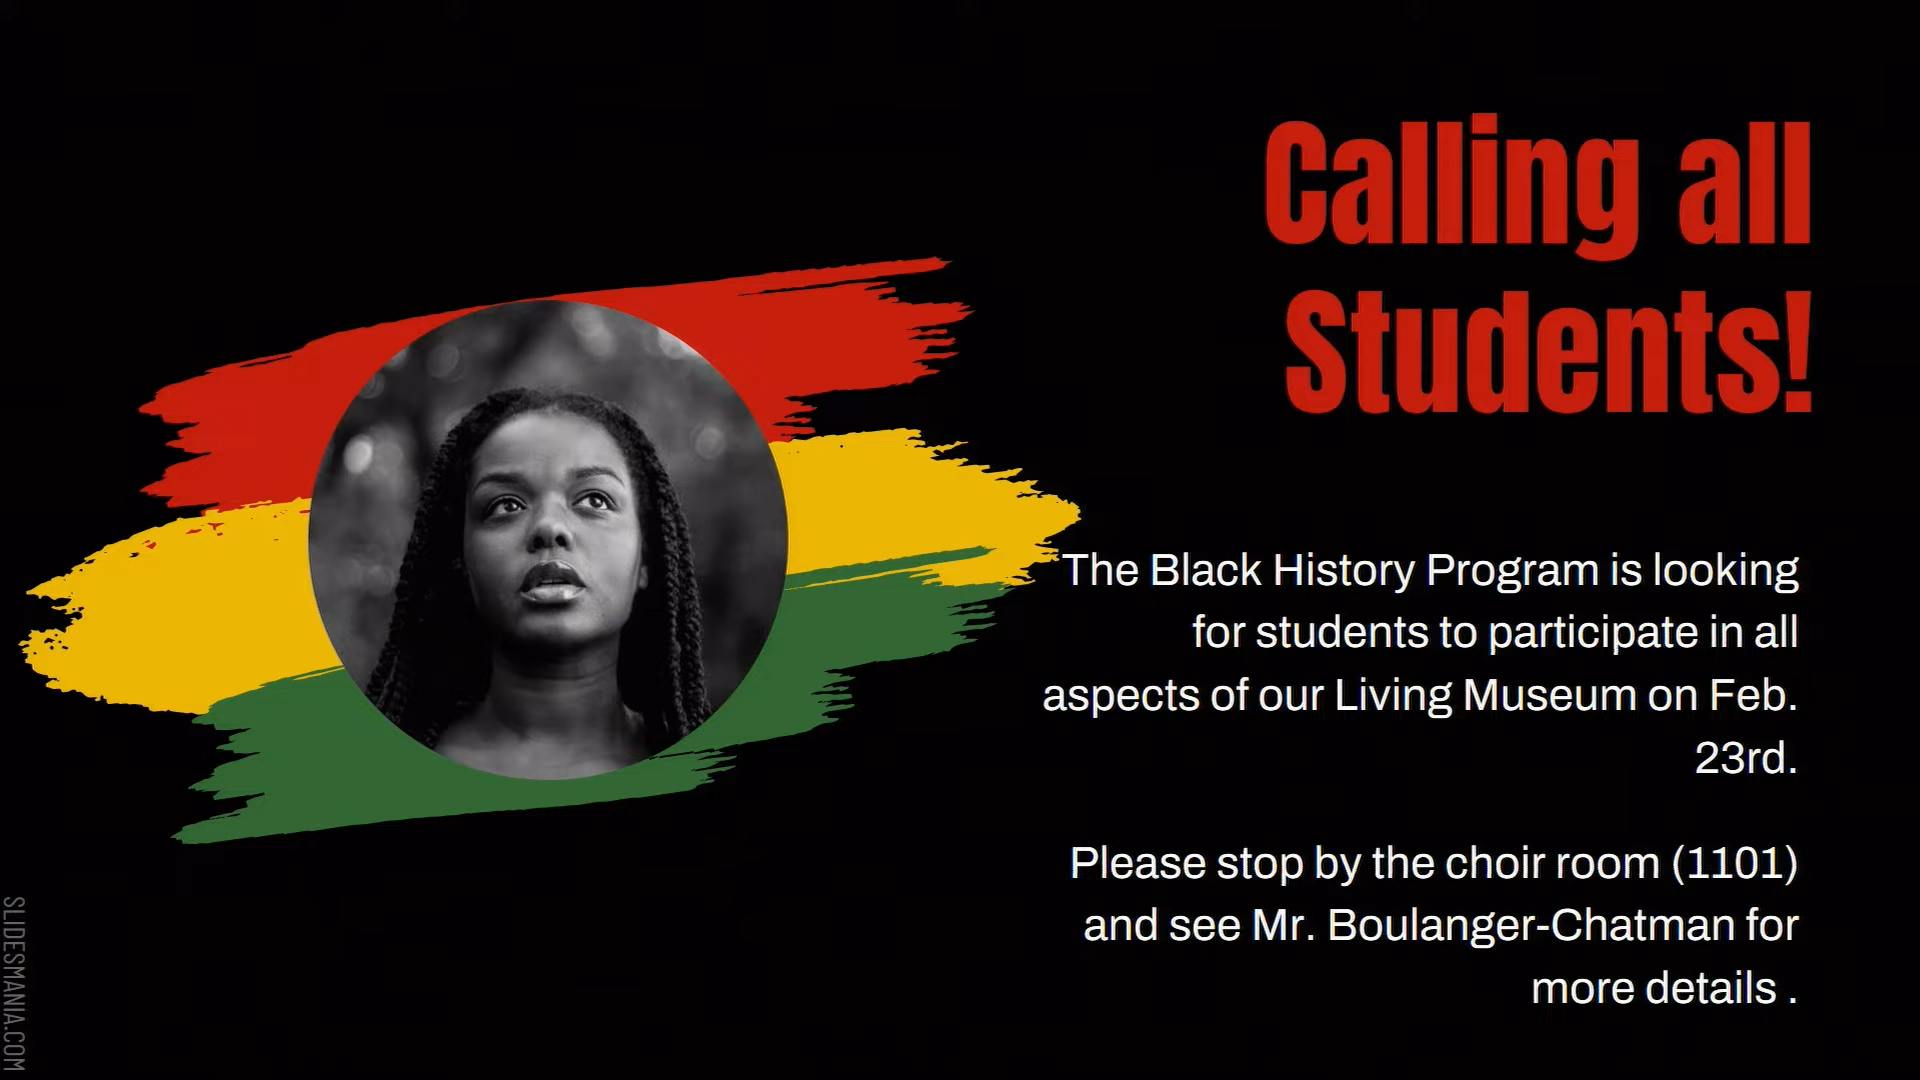 Calling all
Students!
The Black History Program is looking
for students to participate in all
aspects of our Living Museum on Feb.
23rd.
Please stop by the choir room (1101)
and see Mr. Boulanger-Chatman for
more details .
SLIDESMANIA.COM